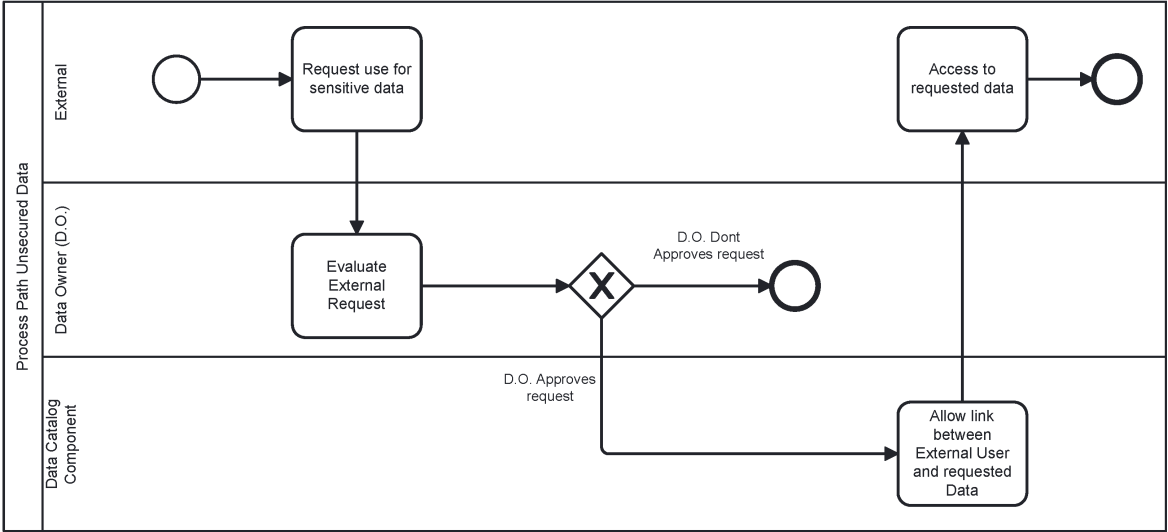 Process Path Unsecured Data
External
Request use for
sensitive data
Access to
requested data
Data Owner (D.O.)
Evaluate
External
Request
D.O. Dont
Approves request
Data Catalog
Component
D.O. Approves
request
Allow link
between
External User
and requested
Data